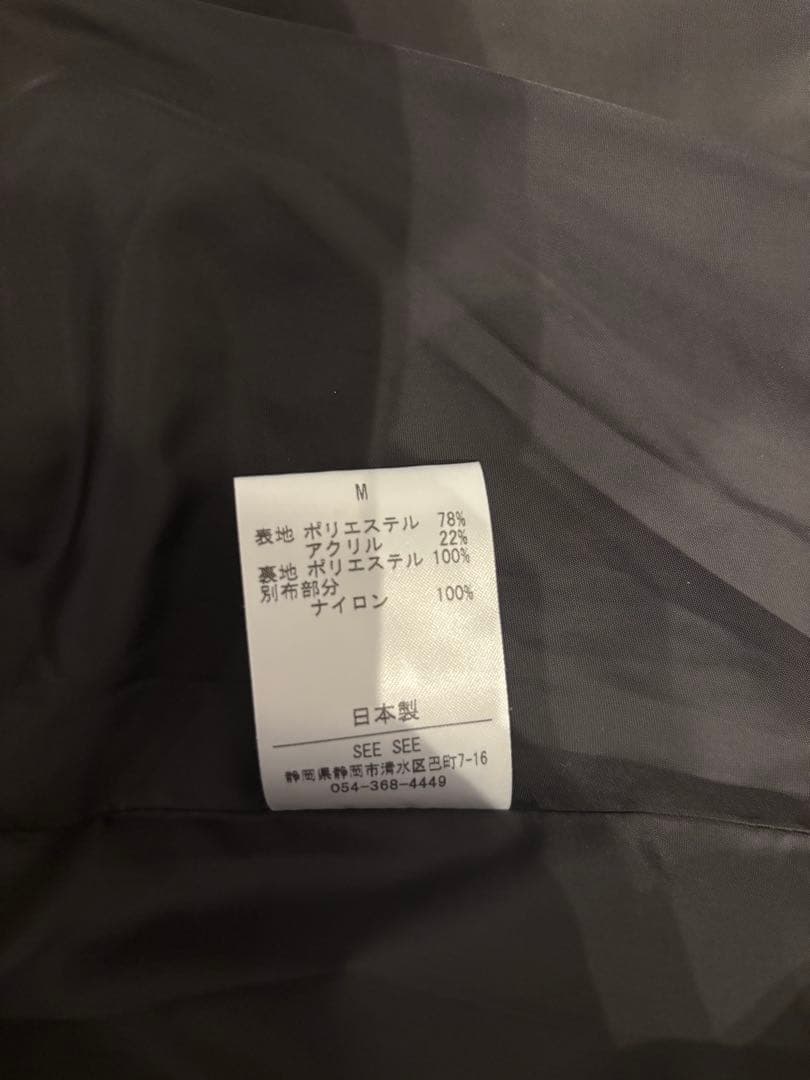 M
表地 ポリエステル 78%
アクリル 22%
裏地 ポリエステル 100%
別布部分
ナイロン 100%
日本製
SEE SEE
静岡県静岡市清水区巴町7-16
054-368-4449